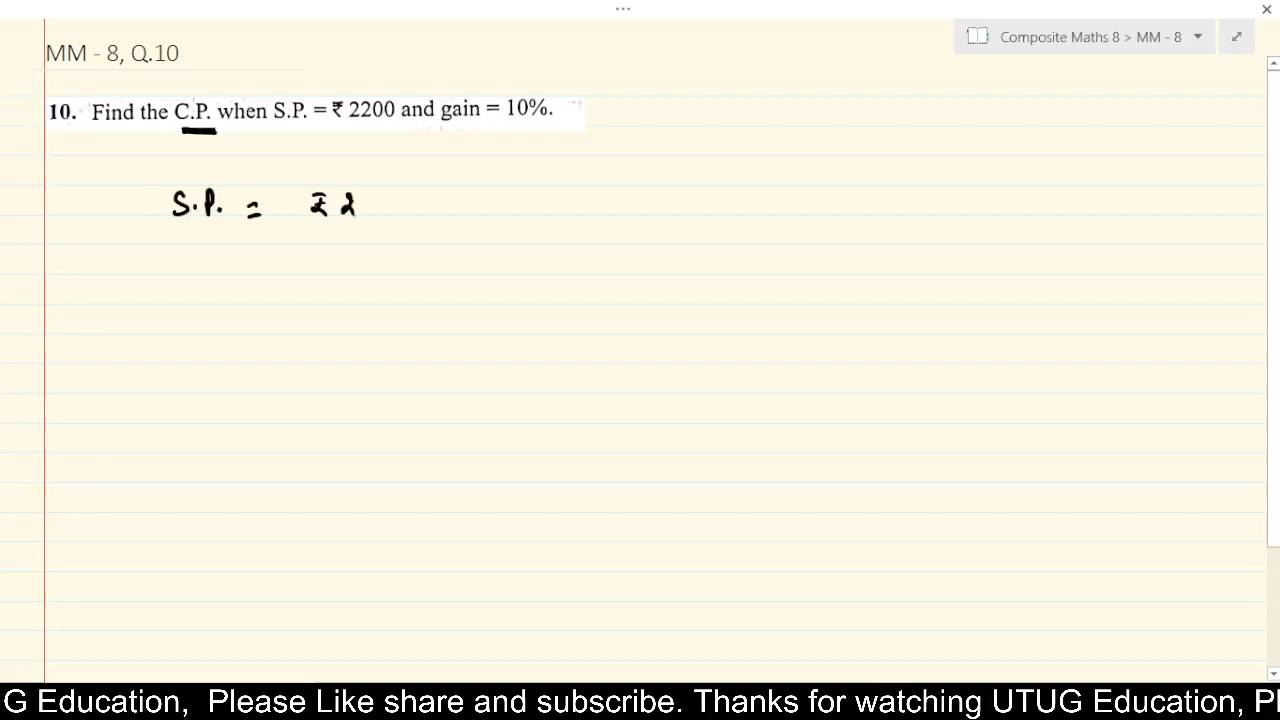 MM - 8, Q.10
Composite Maths 8 > MM - 8
10. Find the C.P. when S.P. = ₹ 2200 and gain = 10%.
S.P. = ₹ 2
G Education, Please Like share and subscribe. Thanks for watching UTUG Education, Pl